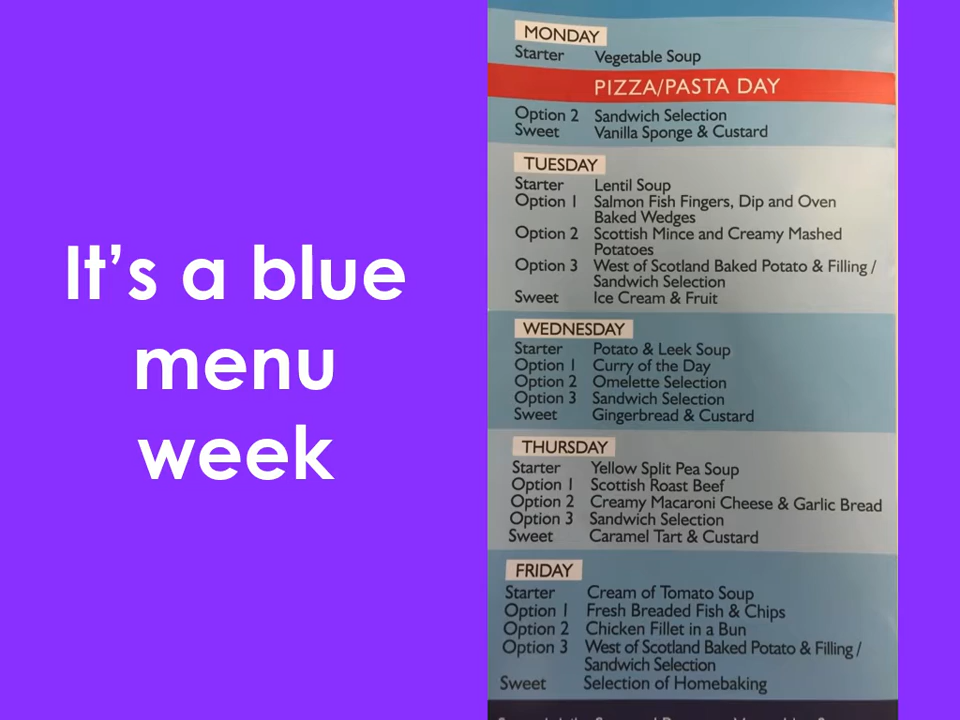 It's a blue
menu
week
MONDAY
Starter Vegetable Soup
PIZZA/PASTA DAY
Option 2 Sandwich Selection
Sweet Vanilla Sponge & Custard
TUESDAY
Starter Lentil Soup
Option 1 Salmon Fish Fingers, Dip and Oven
Baked Wedges
Option 2 Scottish Mince and Creamy Mashed
Potatoes
Option 3 West of Scotland Baked Potato & Filling /
Sandwich Selection
Sweet Ice Cream & Fruit
WEDNESDAY
Starter Potato & Leek Soup
Option 1 Curry of the Day
Option 2 Omelette Selection
Option 3 Sandwich Selection
Sweet Gingerbread & Custard
THURSDAY
Starter Yellow Split Pea Soup
Option 1 Scottish Roast Beef
Option 2 Creamy Macaroni Cheese & Garlic Bread
Option 3 Sandwich Selection
Sweet Caramel Tart & Custard
FRIDAY
Starter Cream of Tomato Soup
Option 1 Fresh Breaded Fish & Chips
Option 2 Chicken Fillet in a Bun
Option 3 West of Scotland Baked Potato & Filling /
Sandwich Selection
Sweet Selection of Homebaking